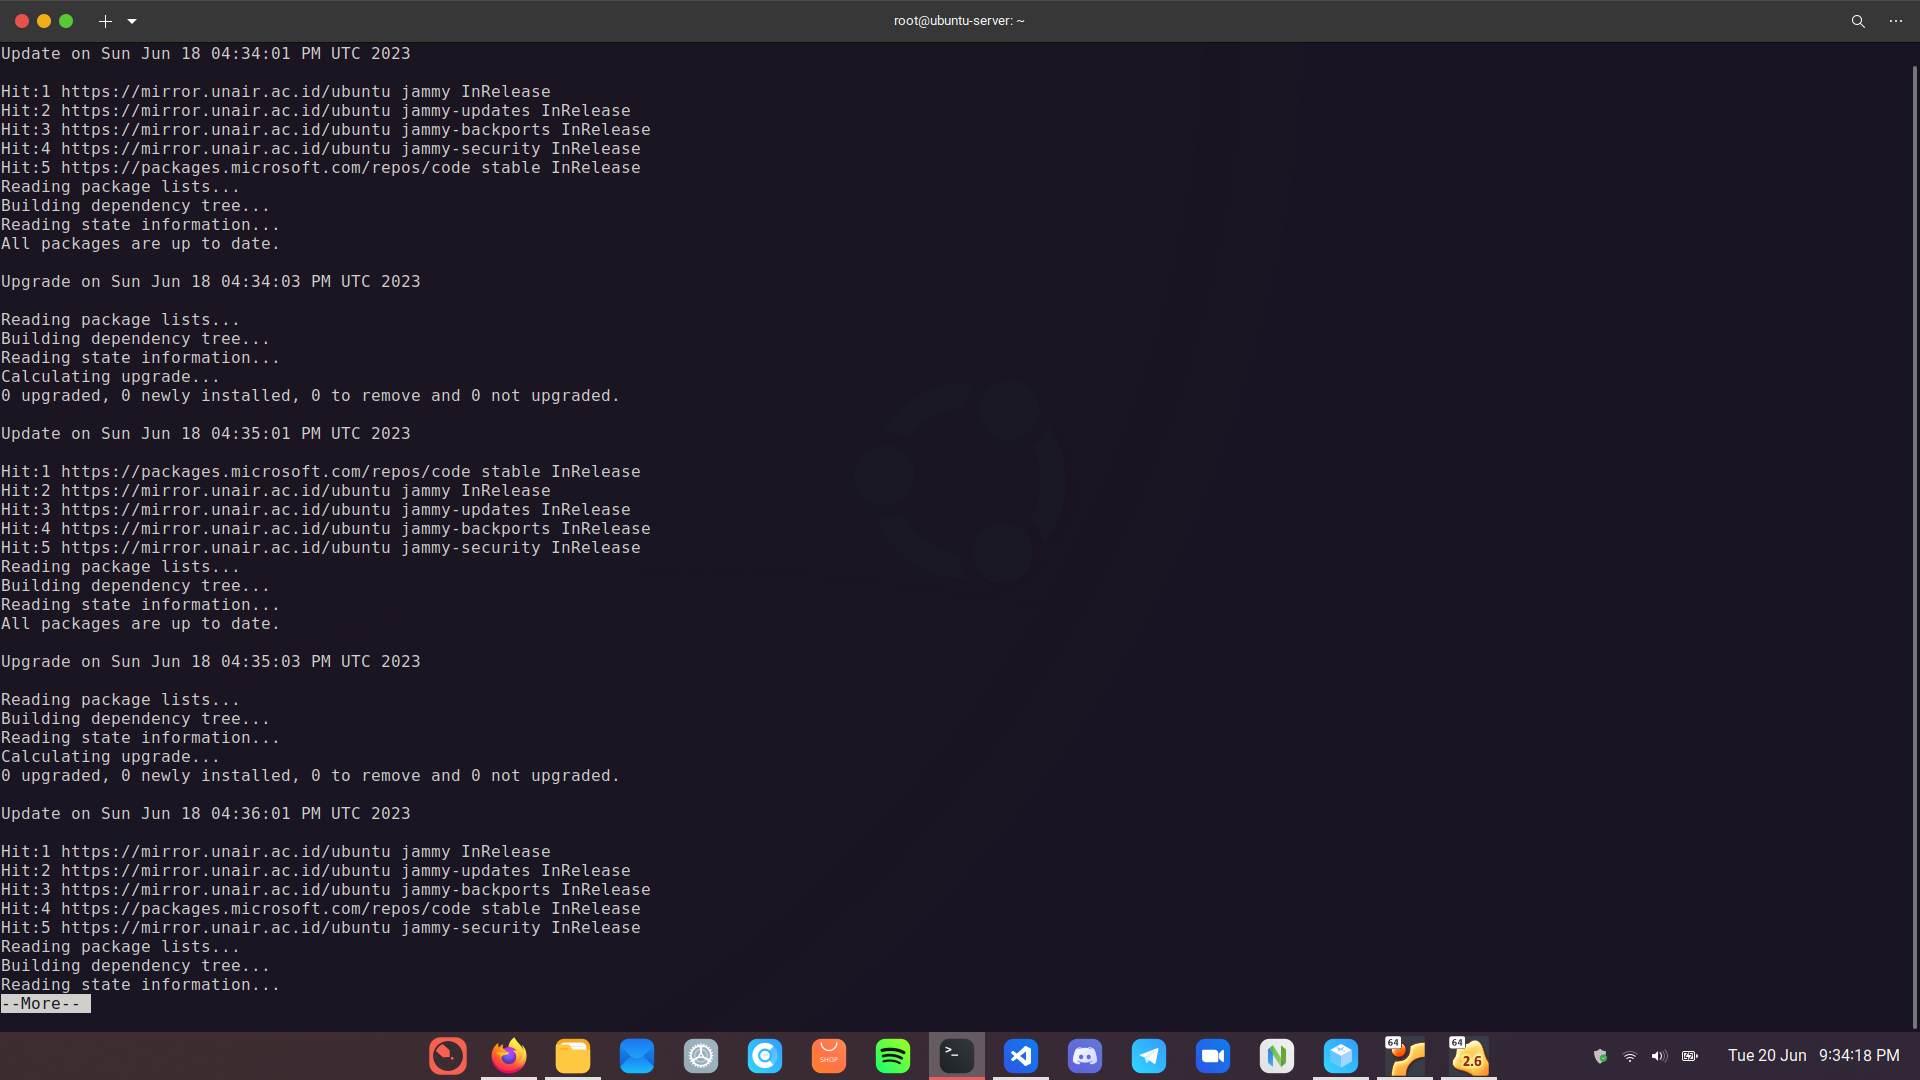 root@ubuntu-server: ~
Update on Sun Jun 18 04:34:01 PM UTC 2023
Hit:1 https://mirror.unair.ac.id/ubuntu jammy InRelease
Hit:2 https://mirror.unair.ac.id/ubuntu jammy-updates InRelease
Hit:3 https://mirror.unair.ac.id/ubuntu jammy-backports InRelease
Hit:4 https://mirror.unair.ac.id/ubuntu jammy-security InRelease
Hit:5 https://packages.microsoft.com/repos/code stable InRelease
Reading package lists...
Building dependency tree...
Reading state information...
All packages are up to date.
Upgrade on Sun Jun 18 04:34:03 PM UTC 2023
Reading package lists...
Building dependency tree...
Reading state information...
Calculating upgrade...
0 upgraded, 0 newly installed, 0 to remove and 0 not upgraded.
Update on Sun Jun 18 04:35:01 PM UTC 2023
Hit:1 https://packages.microsoft.com/repos/code stable InRelease
Hit:2 https://mirror.unair.ac.id/ubuntu jammy InRelease
Hit:3 https://mirror.unair.ac.id/ubuntu jammy-updates InRelease
Hit:4 https://mirror.unair.ac.id/ubuntu jammy-backports InRelease
Hit:5 https://mirror.unair.ac.id/ubuntu jammy-security InRelease
Reading package lists...
Building dependency tree...
Reading state information...
All packages are up to date.
Upgrade on Sun Jun 18 04:35:03 PM UTC 2023
Reading package lists...
Building dependency tree...
Reading state information...
Calculating upgrade...
0 upgraded, 0 newly installed, 0 to remove and 0 not upgraded.
Update on Sun Jun 18 04:36:01 PM UTC 2023
Hit:1 https://mirror.unair.ac.id/ubuntu jammy InRelease
Hit:2 https://mirror.unair.ac.id/ubuntu jammy-updates InRelease
Hit:3 https://mirror.unair.ac.id/ubuntu jammy-backports InRelease
Hit:4 https://packages.microsoft.com/repos/code stable InRelease
Hit:5 https://mirror.unair.ac.id/ubuntu jammy-security InRelease
Reading package lists...
Building dependency tree...
Reading state information...
--More--
SHOP
64
64
2.6
Tue 20 Jun 9:34:18 PM